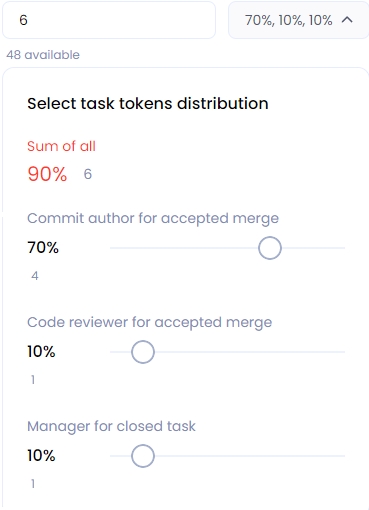 6
70%, 10%, 10%
48 available
Select task tokens distribution
Sum of all
90% 6
Commit author for accepted merge
70%
4
Code reviewer for accepted merge
10%
1
Manager for closed task
10%
1